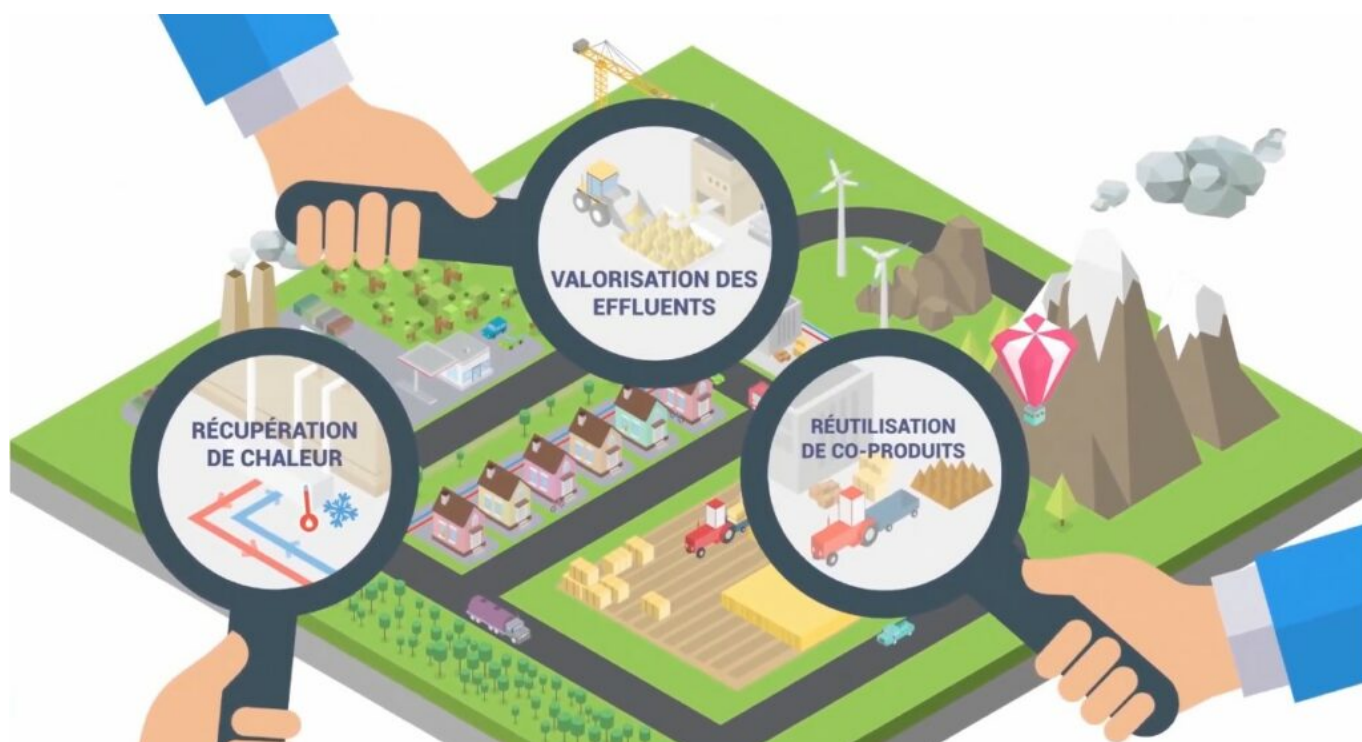 VALORISATION DES
EFFLUENTS
RÉCUPÉRATION
DE CHALEUR
RÉUTILISATION
DE CO-PRODUITS